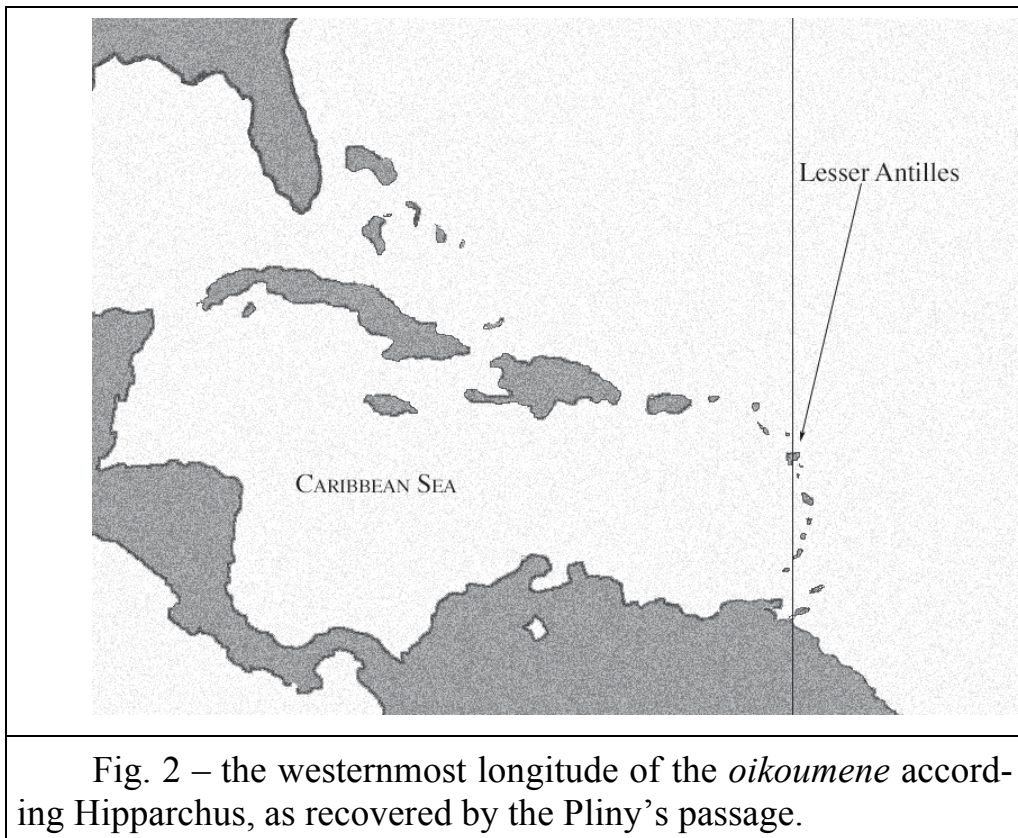 Lesser Antilles
CARIBBEAN SEA
Fig. 2 – the westernmost longitude of the oikoumene accord-
ing Hipparchus, as recovered by the Pliny’s passage.